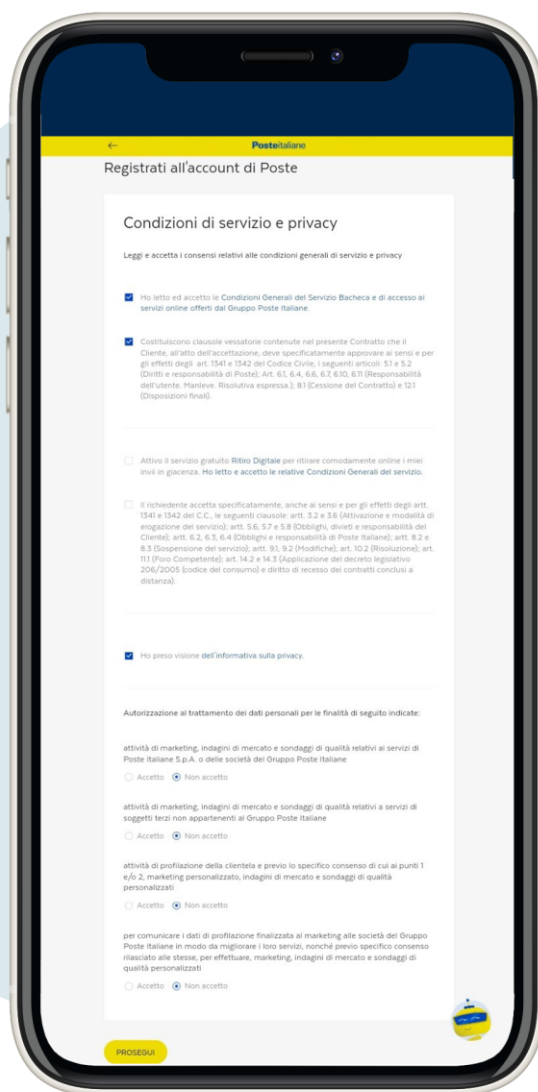 Posteitaliane
Registrati all'account di Poste
Condizioni di servizio e privacy
Leggi e accetta i consensi relativi alle condizioni generali di servizio e privacy
Ho letto ed accetto le Condizioni Generali del Servizio Bacheca e di accesso ai
servizi online offerti dal Gruppo Poste Italiane.
Costituiscono clausole vessatorie contenute nel presente Contratto che il
Cliente, all'atto dell'accettazione, deve specificatamente approvare ai sensi e per
gli effetti degli art. 1341 e 1342 del Codice Civile, i seguenti articoli: 5.1 e 5.2
(Diritti e responsabilità di Poste); Art. 6.1, 6.4, 6.6, 6.7, 6.10, 6.11 (Responsabilità
dell'utente. Manleve. Risolutiva espressa.); 8.1 (Cessione del Contratto) e 12.1
(Disposizioni finali).
Attivo il servizio gratuito Ritiro Digitale per ritirare comodamente online i miei
invii in giacenza. Ho letto e accetto le relative Condizioni Generali del servizio.
Il richiedente accetta specificatamente, anche ai sensi e per gli effetti degli artt.
1341 e 1342 del C.C., le seguenti clausole: artt. 3.2 e 3.6 (Attivazione e modalità di
erogazione del servizio); artt. 5.6, 5.7 e 5.8 (Obblighi, divieti e responsabilità del
Cliente); artt. 6.2, 6.3, 6.4 (Obblighi e responsabilità di Poste Italiane); artt. 8.2 e
8.3 (Sospensione del servizio); artt. 9.1, 9.2 (Modifiche); art. 10.2 (Risoluzione); art.
11.1 (Foro Competente); art. 14.2 e 14.3 (Applicazione del decreto legislativo
206/2005 (codice del consumo) e diritto di recesso dei contratti conclusi a
distanza).
Ho preso visione dell'informativa sulla privacy.
Autorizzazione al trattamento dei dati personali per le finalità di seguito indicate:
attività di marketing, indagini di mercato e sondaggi di qualità relativi ai servizi di
Poste Italiane S.p.A. o delle società del Gruppo Poste Italiane
Accetto Non accetto
attività di marketing, indagini di mercato e sondaggi di qualità relativi a servizi di
soggetti terzi non appartenenti al Gruppo Poste Italiane
Accetto Non accetto
attività di profilazione della clientela e previo lo specifico consenso di cui ai punti 1
e/o 2, marketing personalizzato, indagini di mercato e sondaggi di qualità
personalizzati
Accetto Non accetto
per comunicare i dati di profilazione finalizzata al marketing alle società del Gruppo
Poste Italiane in modo da migliorare i loro servizi, nonché previo specifico consenso
rilasciato alle stesse, per effettuare, marketing, indagini di mercato e sondaggi di
qualità personalizzati
Accetto Non accetto
PROSEGUI